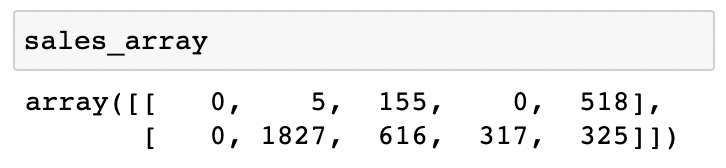 sales_array
array([[   0,    5,  155,    0,  518],
       [   0, 1827,  616,  317,  325]])